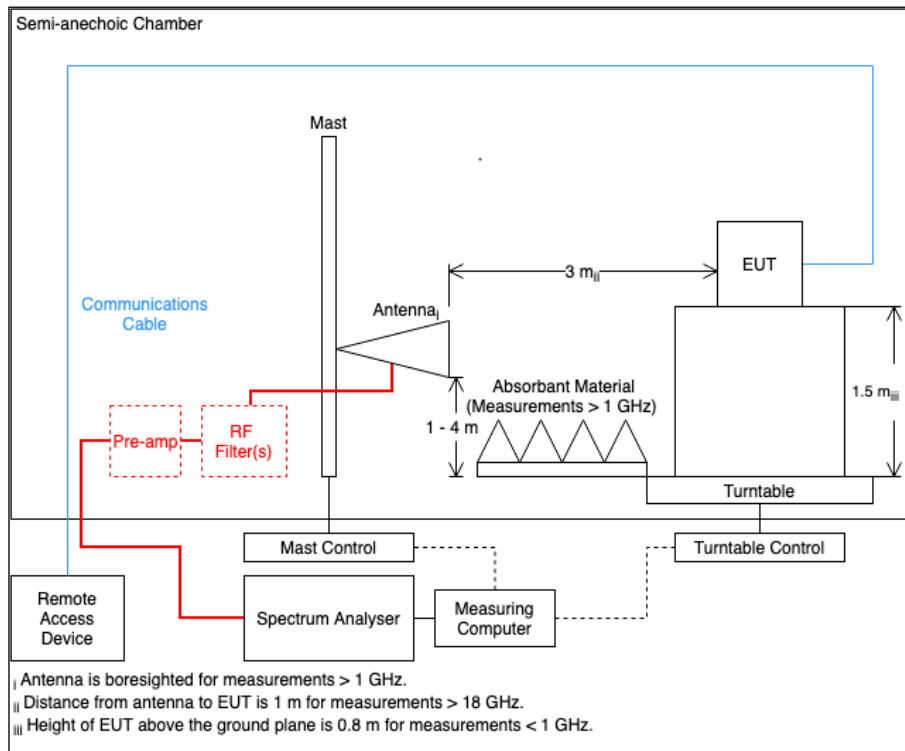 Semi-anechoic Chamber
Mast
EUT
3 m ii
Communications
Cable
Antenna i
Absorbant Material
(Measurements > 1 GHz)
1.5 m iii
1 - 4 m
Pre-amp
RF
Filter(s)
Turntable
Mast Control
Turntable Control
Remote
Access
Device
Spectrum Analyser
Measuring
Computer
i Antenna is boresighted for measurements > 1 GHz.
ii Distance from antenna to EUT is 1 m for measurements > 18 GHz.
iii Height of EUT above the ground plane is 0.8 m for measurements < 1 GHz.